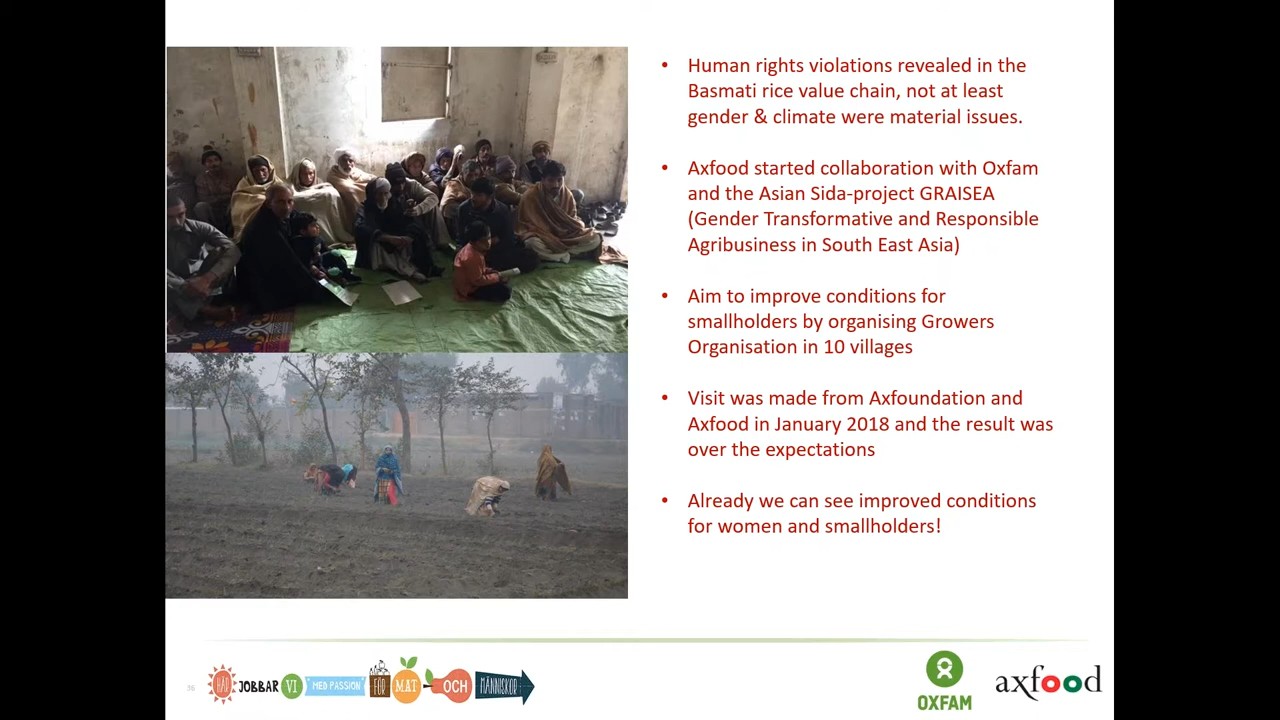 • Human rights violations revealed in the
Basmati rice value chain, not at least
gender & climate were material issues.
• Axfood started collaboration with Oxfam
and the Asian Sida-project GRAISEA
(Gender Transformative and Responsible
Agribusiness in South East Asia)
• Aim to improve conditions for
smallholders by organising Growers
Organisation in 10 villages
• Visit was made from Axfoundation and
Axfood in January 2018 and the result was
over the expectations
• Already we can see improved conditions
for women and smallholders!
36
HÄR JOBBAR VI MED PASSION FÖR MAT OCH MÄNNISKOR
OXFAM
axfood